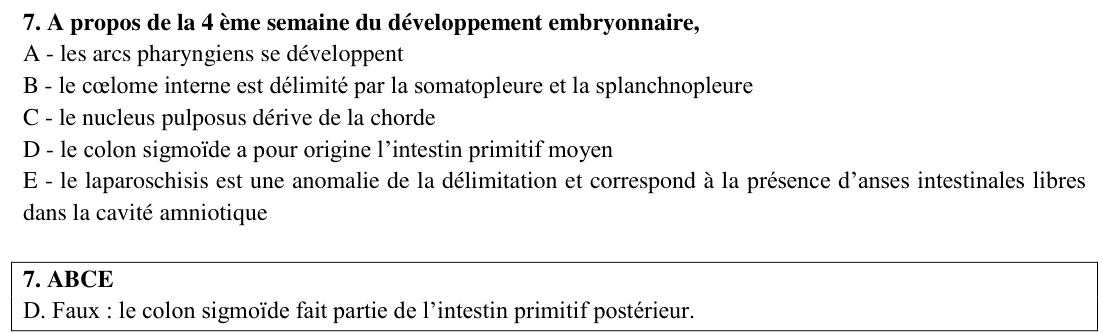 7. A propos de la 4 ème semaine du développement embryonnaire,
A - les arcs pharyngiens se développent
B - le cœlome interne est délimité par la somatopleure et la splanchnopleure
C - le nucleus pulposus dérive de la chorde
D - le colon sigmoïde a pour origine l’intestin primitif moyen
E - le laparoschisis est une anomalie de la délimitation et correspond à la présence d’anses intestinales libres
dans la cavité amniotique
7. ABCE
D. Faux : le colon sigmoïde fait partie de l’intestin primitif postérieur.